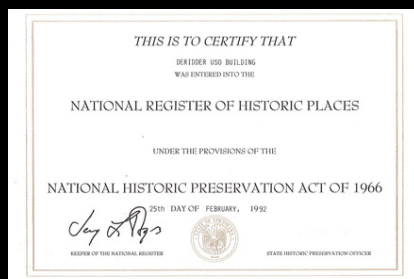 THIS IS TO CERTIFY THAT
DERIDDER USO BUILDING
WAS ENTERED INTO THE
NATIONAL REGISTER OF HISTORIC PLACES
UNDER THE PROVISIONS OF THE
NATIONAL HISTORIC PRESERVATION ACT OF 1966
25th DAY OF FEBRUARY, 1992
KEEPER OF THE NATIONAL REGISTER
STATE HISTORIC PRESERVATION OFFICER